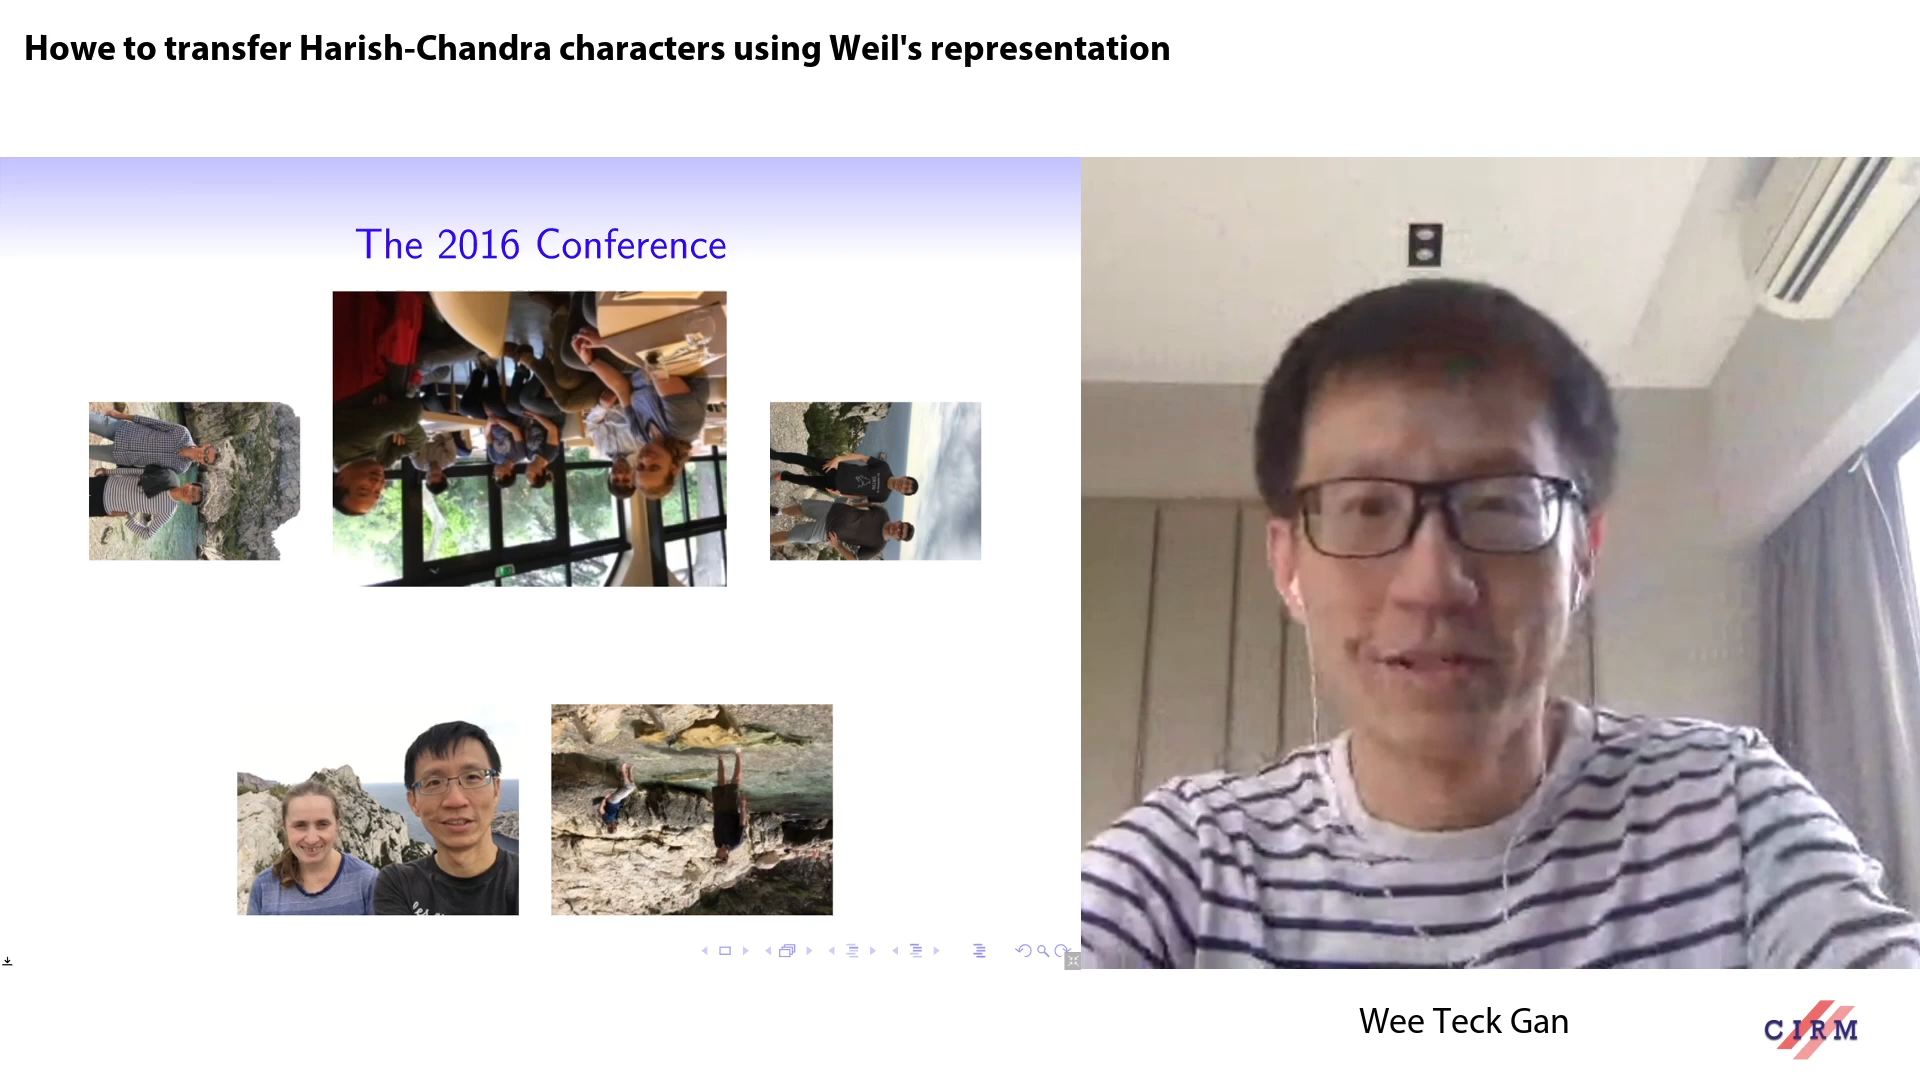 Howe to transfer Harish-Chandra characters using Weil's representation
The 2016 Conference
Wee Teck Gan
CIRM